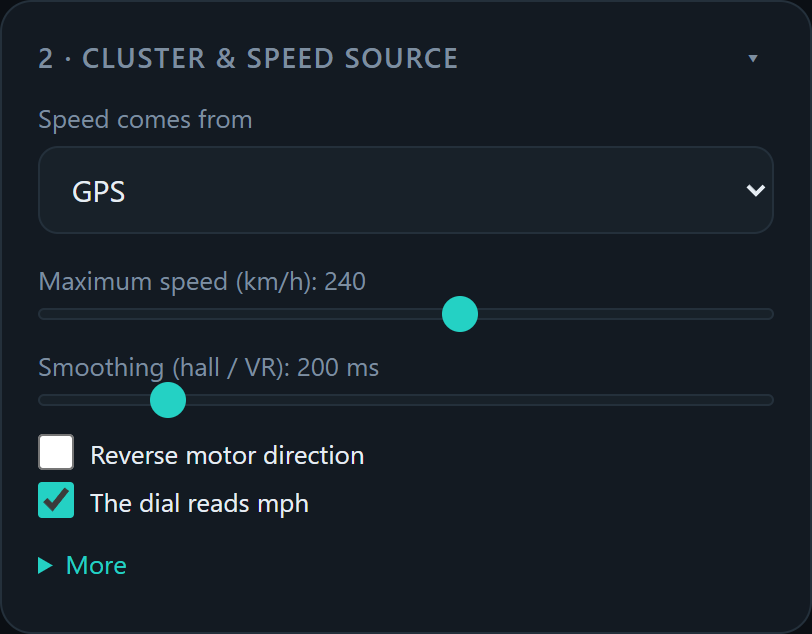 2 · CLUSTER & SPEED SOURCE
Speed comes from
GPS
Maximum speed (km/h): 240
Smoothing (hall / VR): 200 ms
Reverse motor direction
The dial reads mph
More